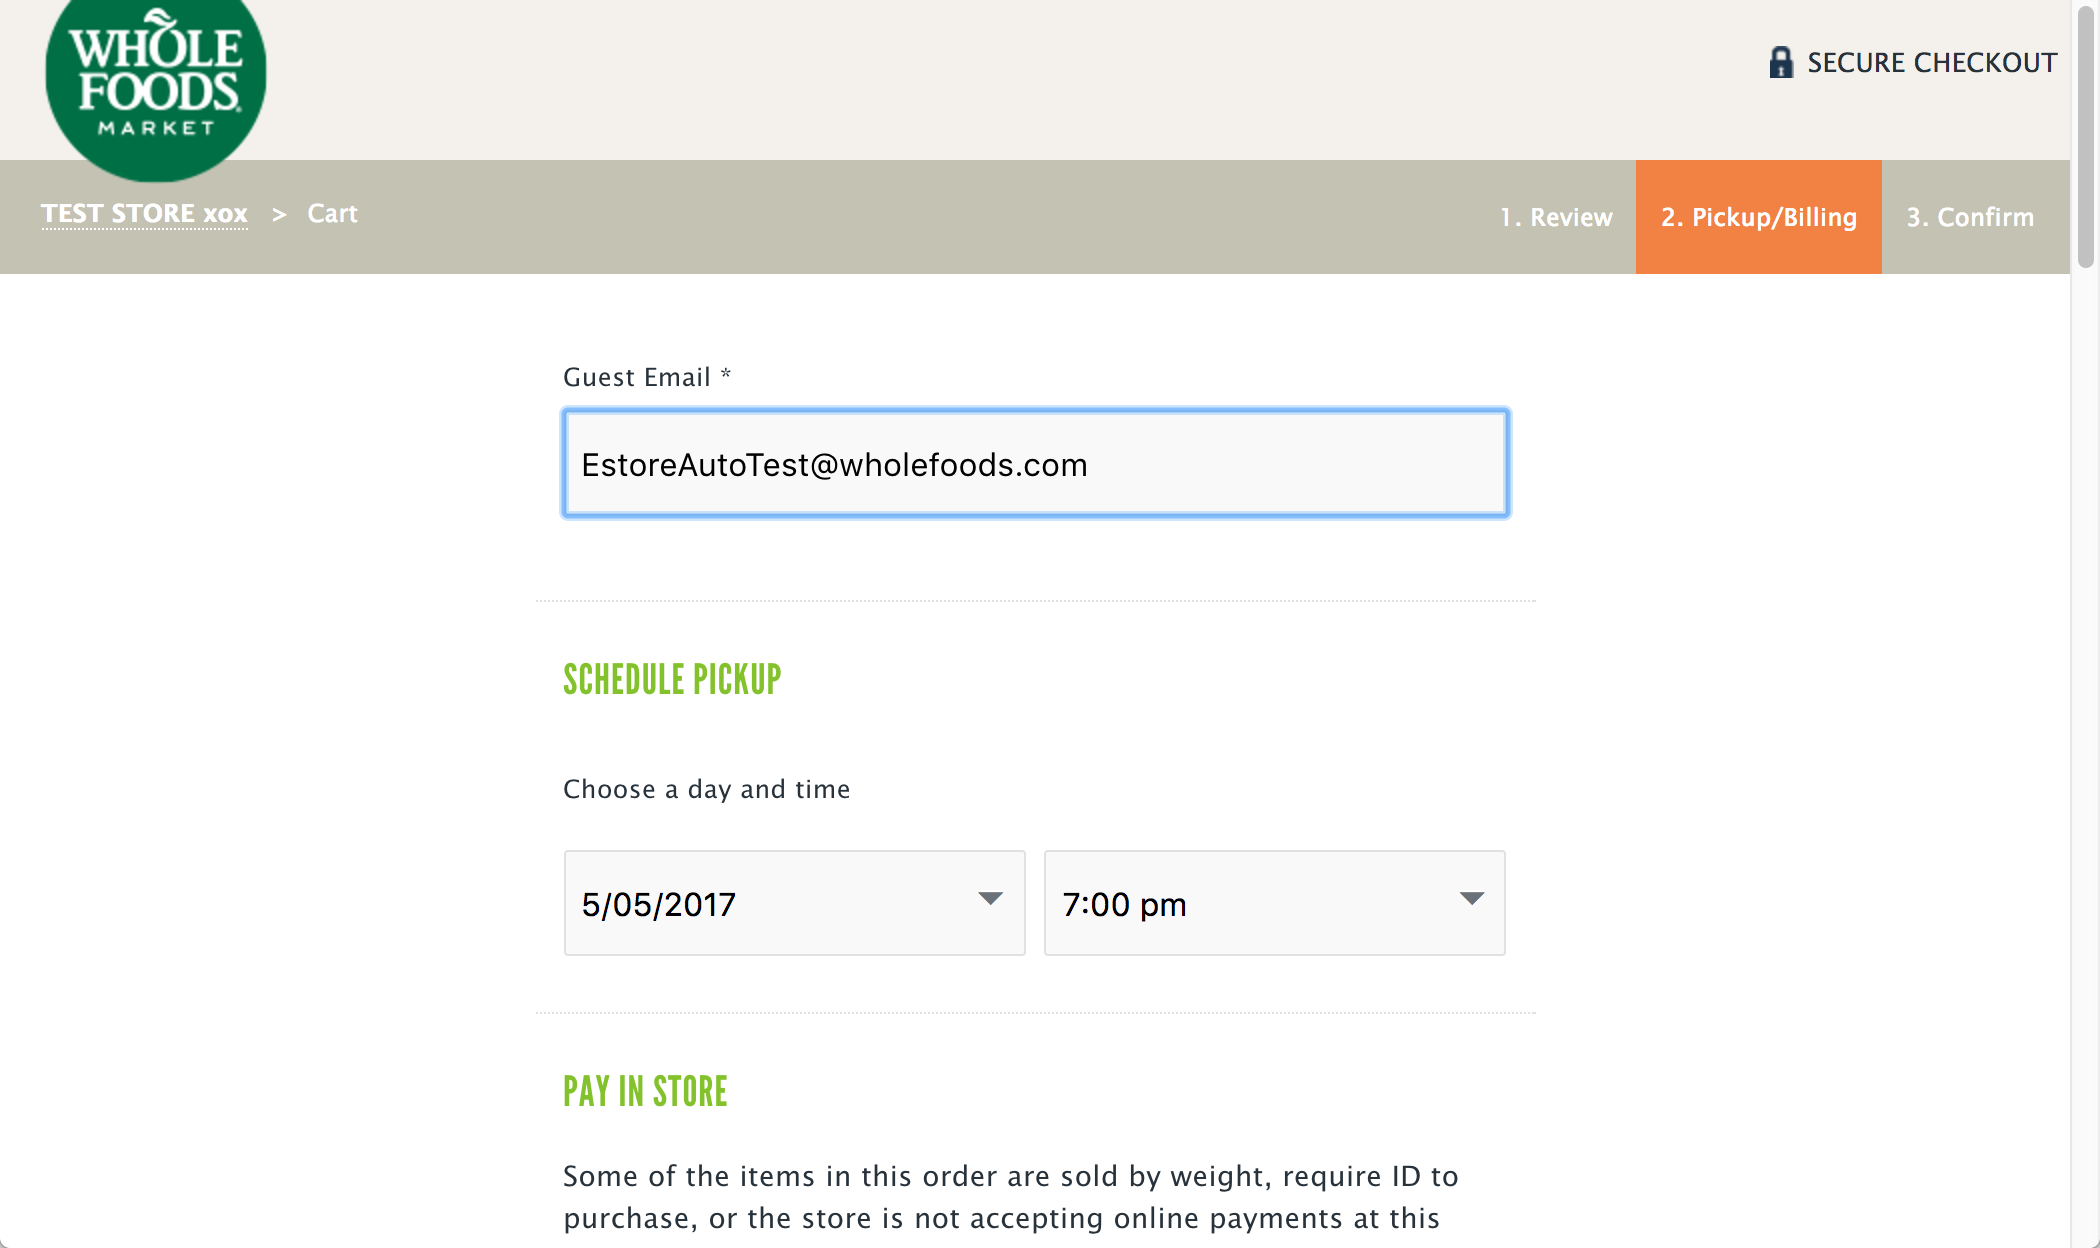 WHOLE
FOODS
MARKET
SECURE CHECKOUT
TEST STORE xox > Cart
1. Review 2. Pickup/Billing 3. Confirm
Guest Email *
EstoreAutoTest@wholefoods.com
SCHEDULE PICKUP
Choose a day and time
5/05/2017 7:00 pm
PAY IN STORE
Some of the items in this order are sold by weight, require ID to
purchase, or the store is not accepting online payments at this